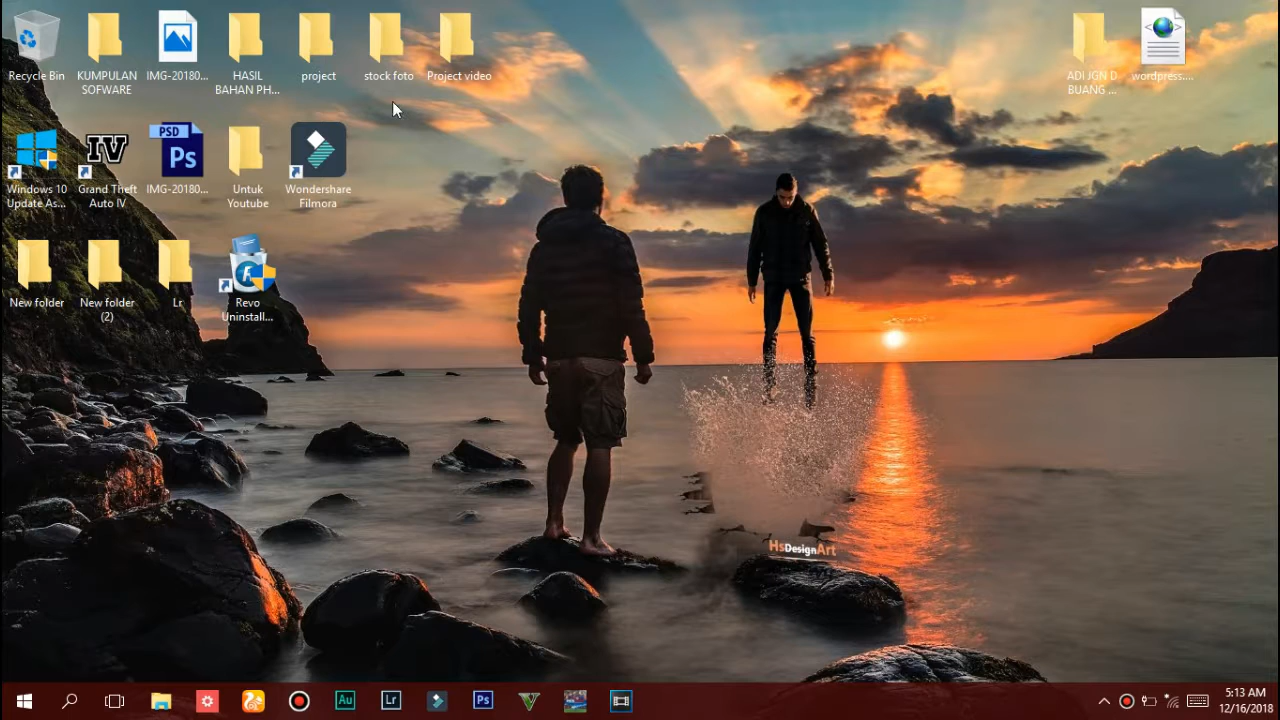 Recycle Bin
KUMPULAN
SOFWARE
IMG-20180...
HASIL
BAHAN PH...
project
stock foto
Project video
ADI JGN D
BUANG ...
wordpress....
PSD
Ps
IV
Windows 10
Update As...
Grand Theft
Auto IV
IMG-20180...
Untuk
Youtube
Wondershare
Filmora
New folder
New folder
(2)
Lr
Revo
Uninstall...
HsDesignArt
Au
Lr
Ps
V
5:13 AM
12/16/2018